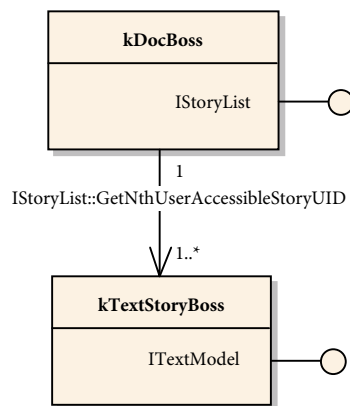 kDocBoss
IStoryList
1
IStoryList::GetNthUserAccessibleStoryUID
1..*
kTextStoryBoss
ITextModel